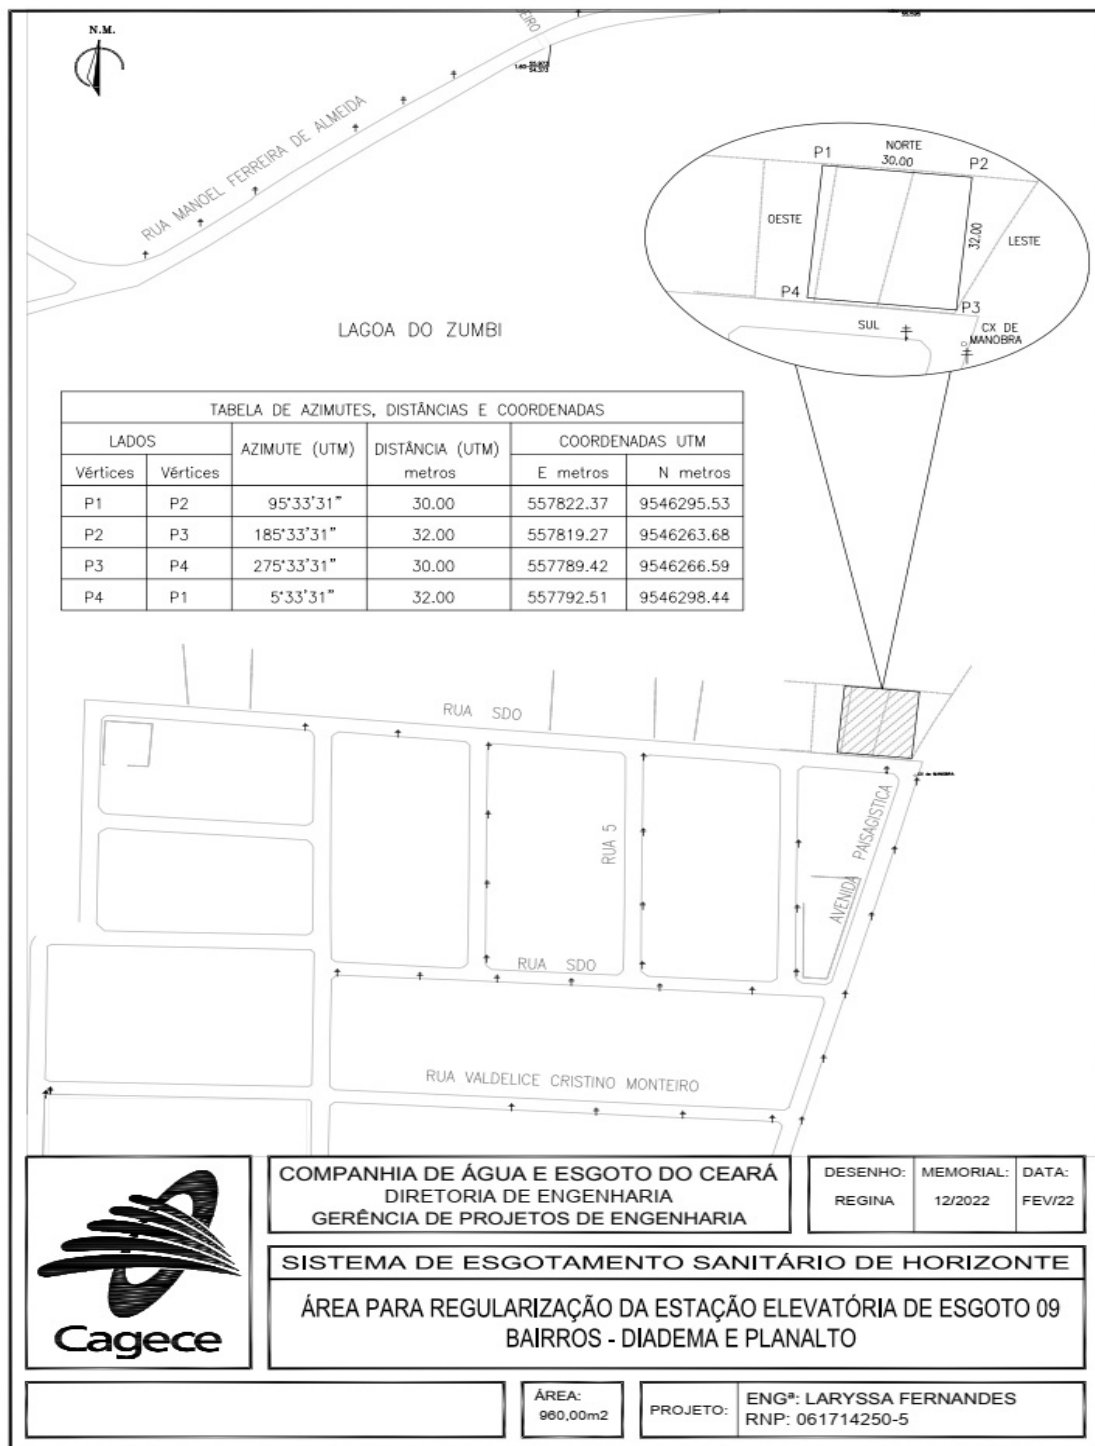 N.M.
EIRO
RUA MANOEL FERREIRA DE ALMEIDA
NORTE
P1
30.00
P2
OESTE
32.00
LESTE
P4
P3
SUL
CX DE
MANOBRA
LAGOA DO ZUMBI
TABELA DE AZIMUTES, DISTÂNCIAS E COORDENADAS
LADOS AZIMUTE (UTM) DISTÂNCIA (UTM) metros COORDENADAS UTM
Vértices Vértices E metros N metros
P1 P2 95°33'31" 30.00 557822.37 9546295.53
P2 P3 185°33'31" 32.00 557819.27 9546263.68
P3 P4 275°33'31" 30.00 557789.42 9546266.59
P4 P1 5°33'31" 32.00 557792.51 9546298.44
RUA SDO
RUA 5
AVENIDA PAISAGISTICA
RUA SDO
RUA VALDELICE CRISTINO MONTEIRO
Cagece
COMPANHIA DE ÁGUA E ESGOTO DO CEARÁ
DIRETORIA DE ENGENHARIA
GERÊNCIA DE PROJETOS DE ENGENHARIA
DESENHO:
REGINA
MEMORIAL:
12/2022
DATA:
FEV/22
SISTEMA DE ESGOTAMENTO SANITÁRIO DE HORIZONTE
ÁREA PARA REGULARIZAÇÃO DA ESTAÇÃO ELEVATÓRIA DE ESGOTO 09
BAIRROS - DIADEMA E PLANALTO
ÁREA:
960,00m2
PROJETO:
ENGª: LARYSSA FERNANDES
RNP: 061714250-5